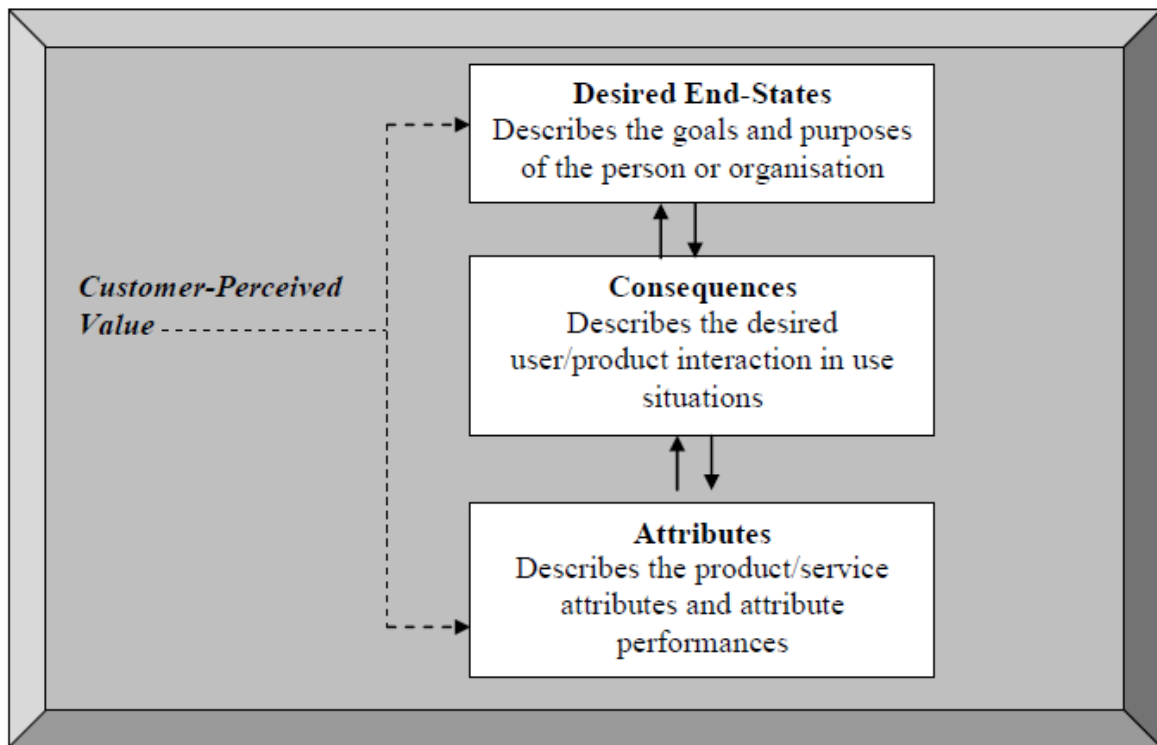 Desired End-States
Describes the goals and purposes
of the person or organisation
Customer-Perceived
Value
Consequences
Describes the desired
user/product interaction in use
situations
Attributes
Describes the product/service
attributes and attribute
performances